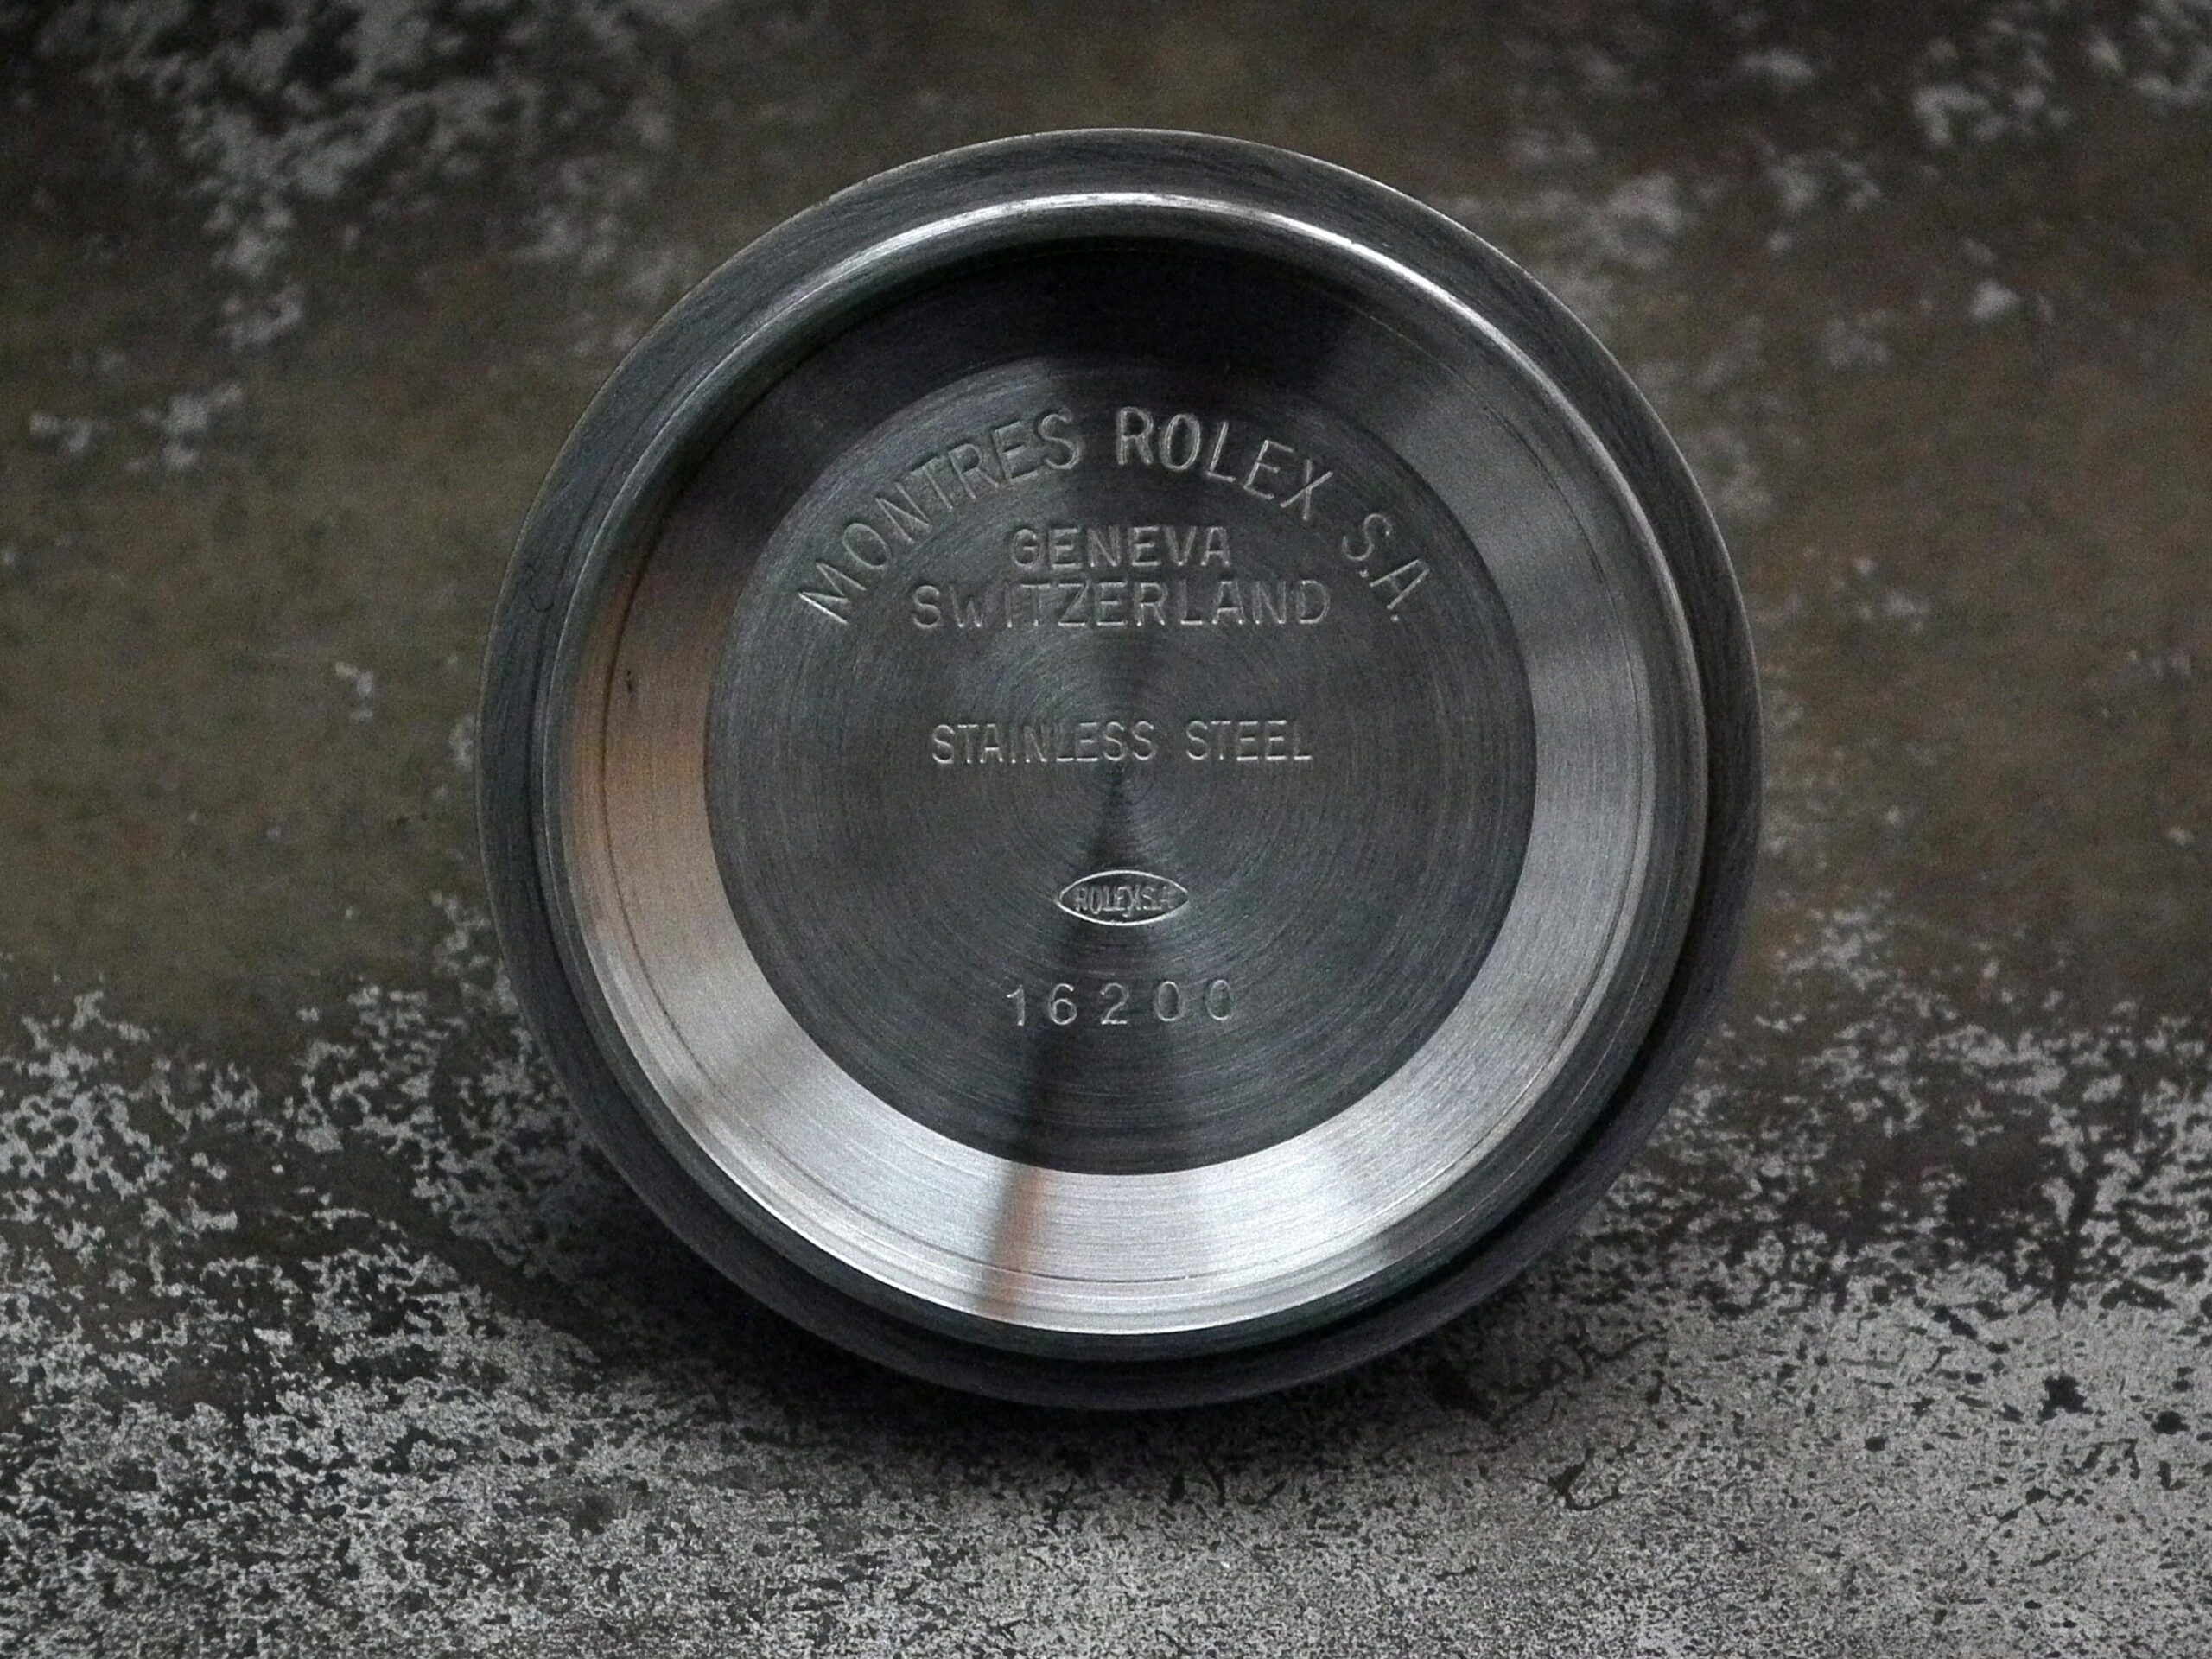 MONTRES ROLEX S.A.
GENEVA
SWITZERLAND
STAINLESS STEEL
ROLEX S.A
16200